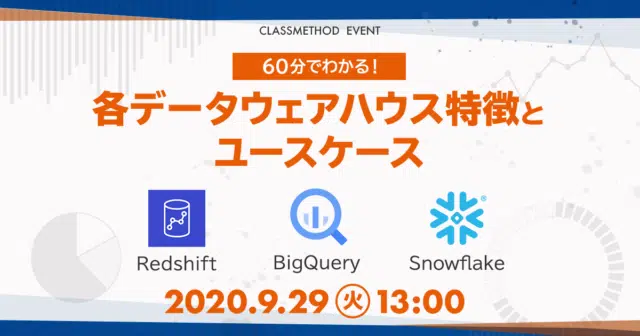 CLASSMETHOD EVENT
60分でわかる!
各データウェアハウス特徴と
ユースケース
Redshift BigQuery Snowflake
2020.9.29 火 13:00